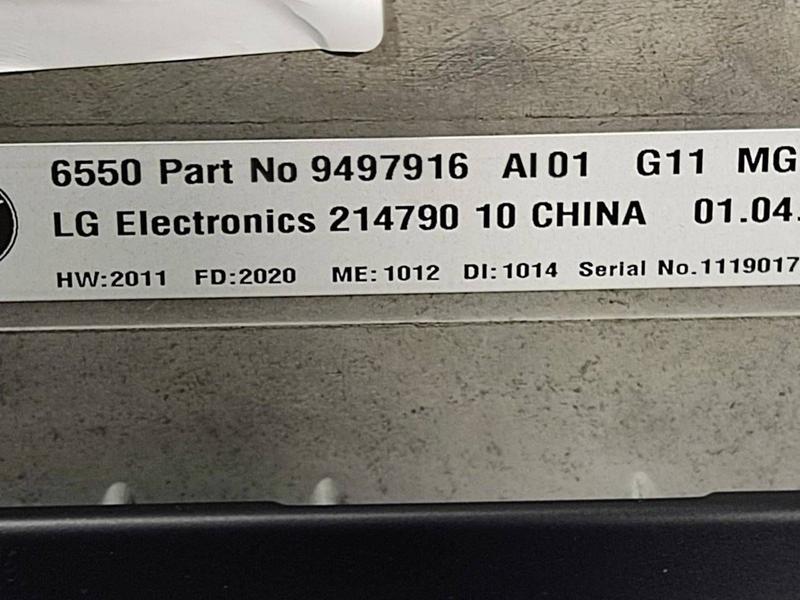 6550 Part No 9497916 AI 01 G11 MG
LG Electronics 214790 10 CHINA 01.04.
HW:2011 FD:2020 ME:1012 DI:1014 Serial No.1119017